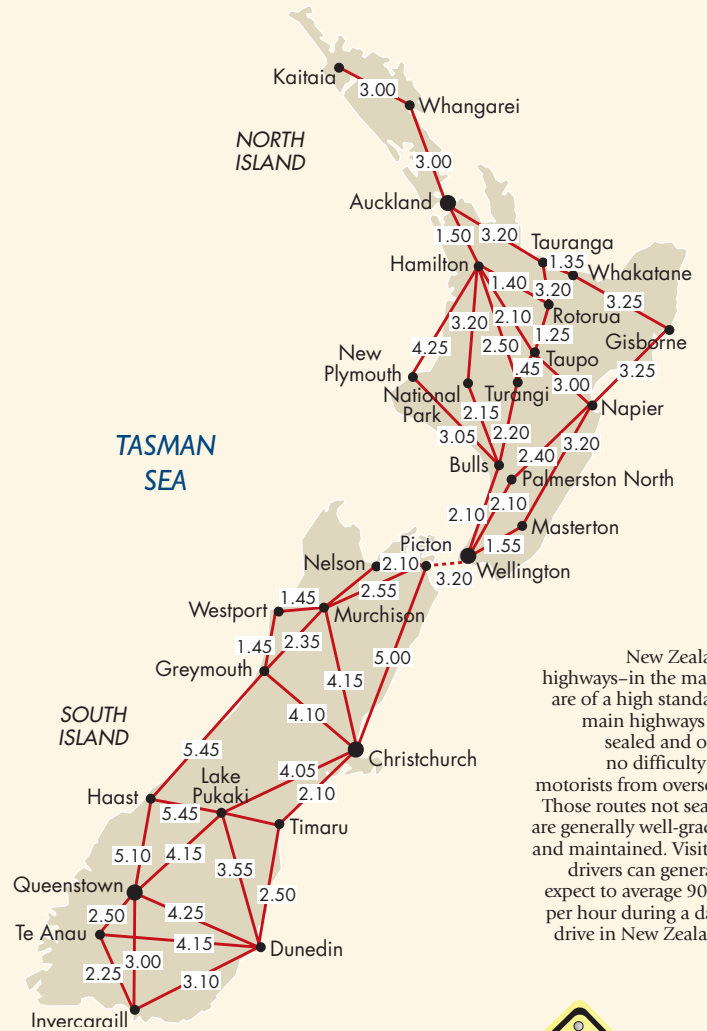 Kaitaia
3.00
Whangarei
NORTH
ISLAND
3.00
Auckland
1.50
3.20
Tauranga
1.35
Hamilton
Whakatane
1.40
3.20
3.25
2.10
Rotorua
3.20
1.25
Gisborne
4.25
2.50
New
Plymouth
Taupo
.45
3.00
3.25
National
Park
Turangi
Napier
2.15
3.05
2.20
3.20
TASMAN
SEA
2.40
Bulls
Palmerston North
2.10
2.10
Masterton
Picton
1.55
Nelson
2.10
Wellington
3.20
2.55
1.45
Westport
Murchison
1.45
2.35
5.00
Greymouth
4.15
4.10
SOUTH
ISLAND
5.45
Christchurch
Lake
Pukaki
4.05
2.10
Haast
5.45
Timaru
5.10
4.15
3.55
Queenstown
2.50
2.50
4.25
Te Anau
4.15
Dunedin
3.00
2.25
3.10
Invercargill
New Zeala
highways–in the ma
are of a high standa
main highways
sealed and o
no difficulty
motorists from overs
Those routes not sea
are generally well-grad
and maintained. Visit
drivers can genera
expect to average 90
per hour during a da
drive in New Zeala